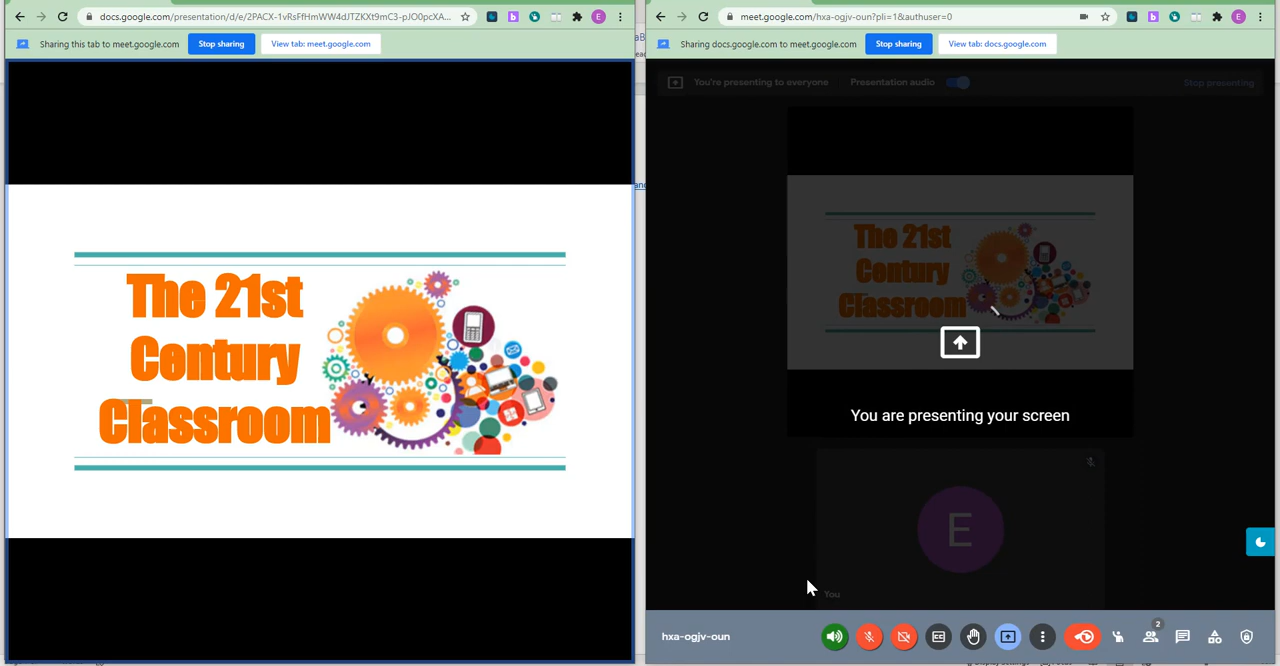 docs.google.com/presentation/d/e/2PACX-1vRsFfHmWW4dJTZKXt9mC3-pJO0pcXA...
E
Sharing this tab to meet.google.com
Stop sharing
View tab: meet.google.com
The 21st
Century
Classroom
meet.google.com/hxa-ogjv-oun?pli=1&authuser=0
E
Sharing docs.google.com to meet.google.com
Stop sharing
View tab: docs.google.com
You're presenting to everyone
Presentation audio
Stop presenting
The 21st
Century
Classroom
You are presenting your screen
E
You
hxa-ogjv-oun
2